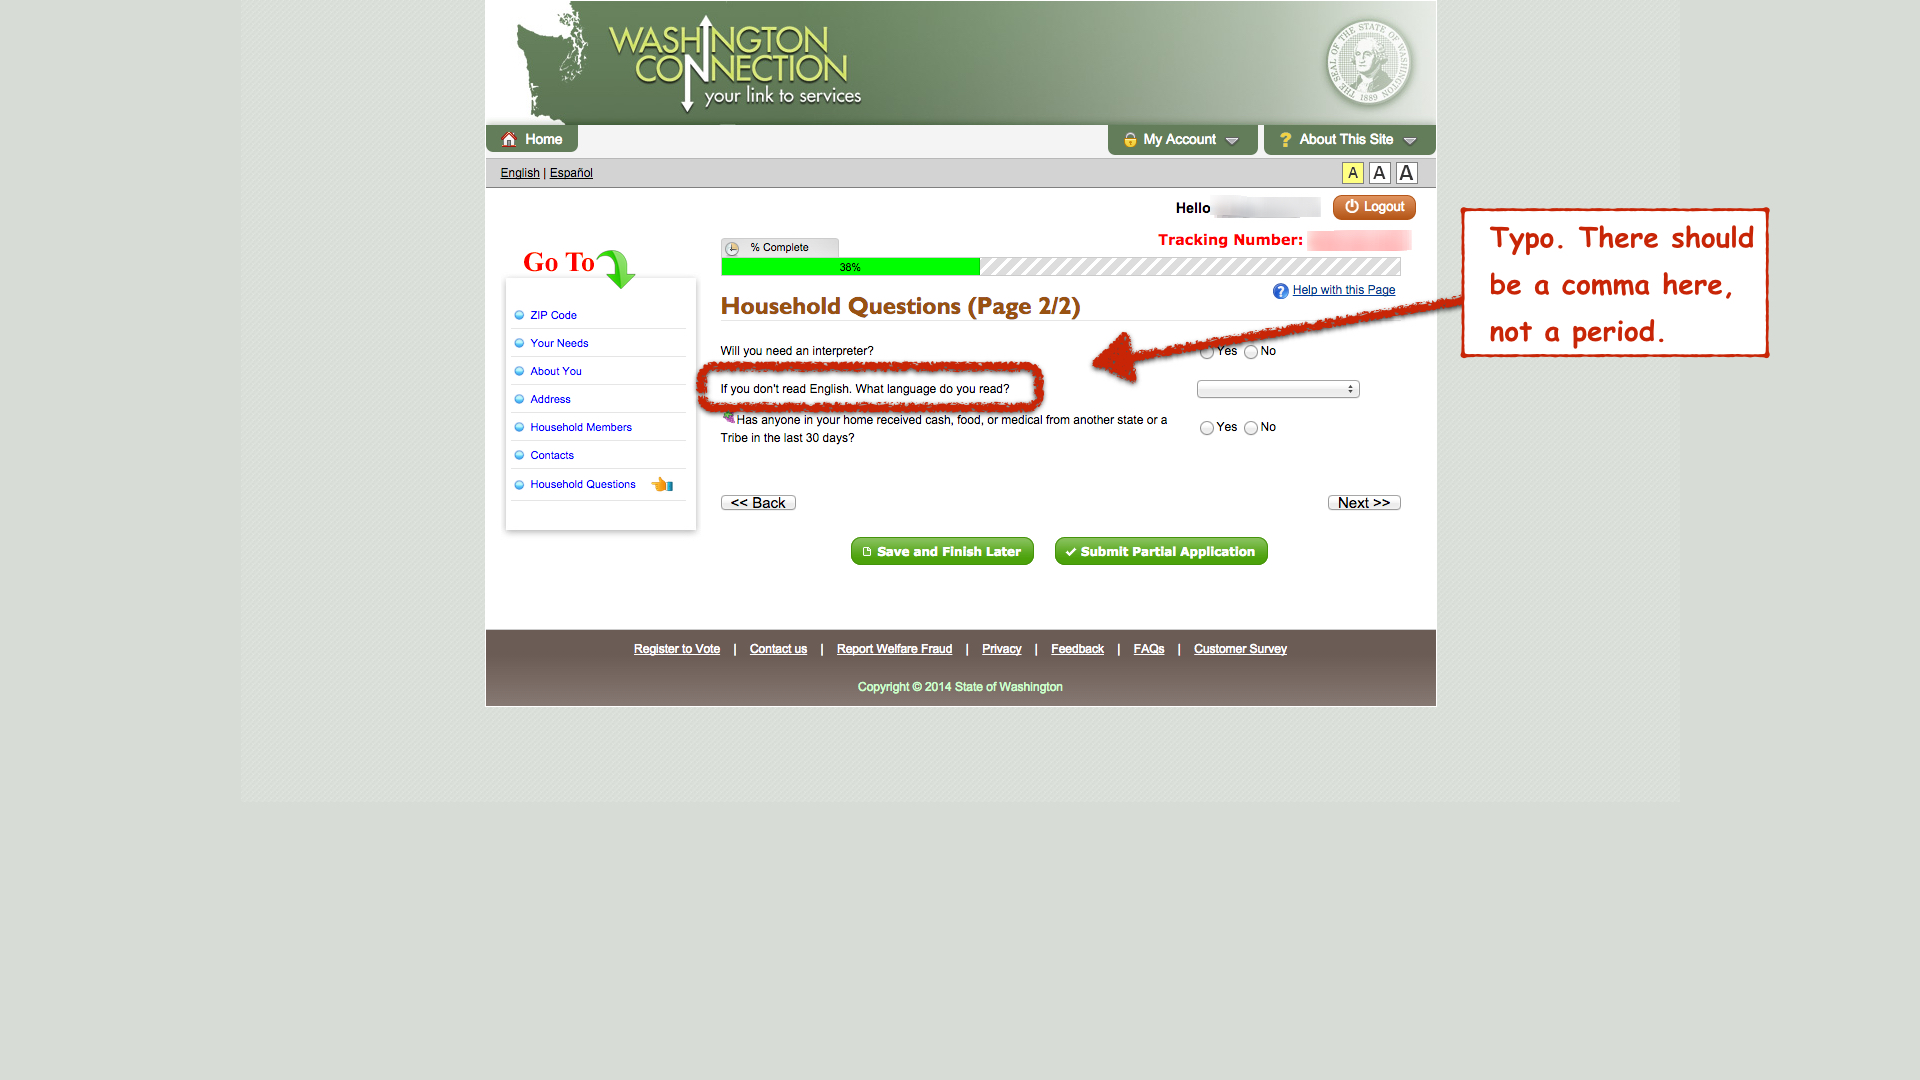 WASHINGTON
CONNECTION
your link to services
THE SEAL OF THE STATE OF WASHINGTON
1889
Home
My Account
About This Site
English | Español
A A A
Hello
Logout
Tracking Number:
% Complete
38%
Help with this Page
Go To
ZIP Code
Your Needs
About You
Address
Household Members
Contacts
Household Questions
Household Questions (Page 2/2)
Will you need an interpreter?
Yes No
If you don't read English. What language do you read?
Has anyone in your home received cash, food, or medical from another state or a
Tribe in the last 30 days?
Yes No
<< Back
Next >>
Save and Finish Later
Submit Partial Application
Register to Vote | Contact us | Report Welfare Fraud | Privacy | Feedback | FAQs | Customer Survey
Copyright © 2014 State of Washington
Typo. There should
be a comma here,
not a period.